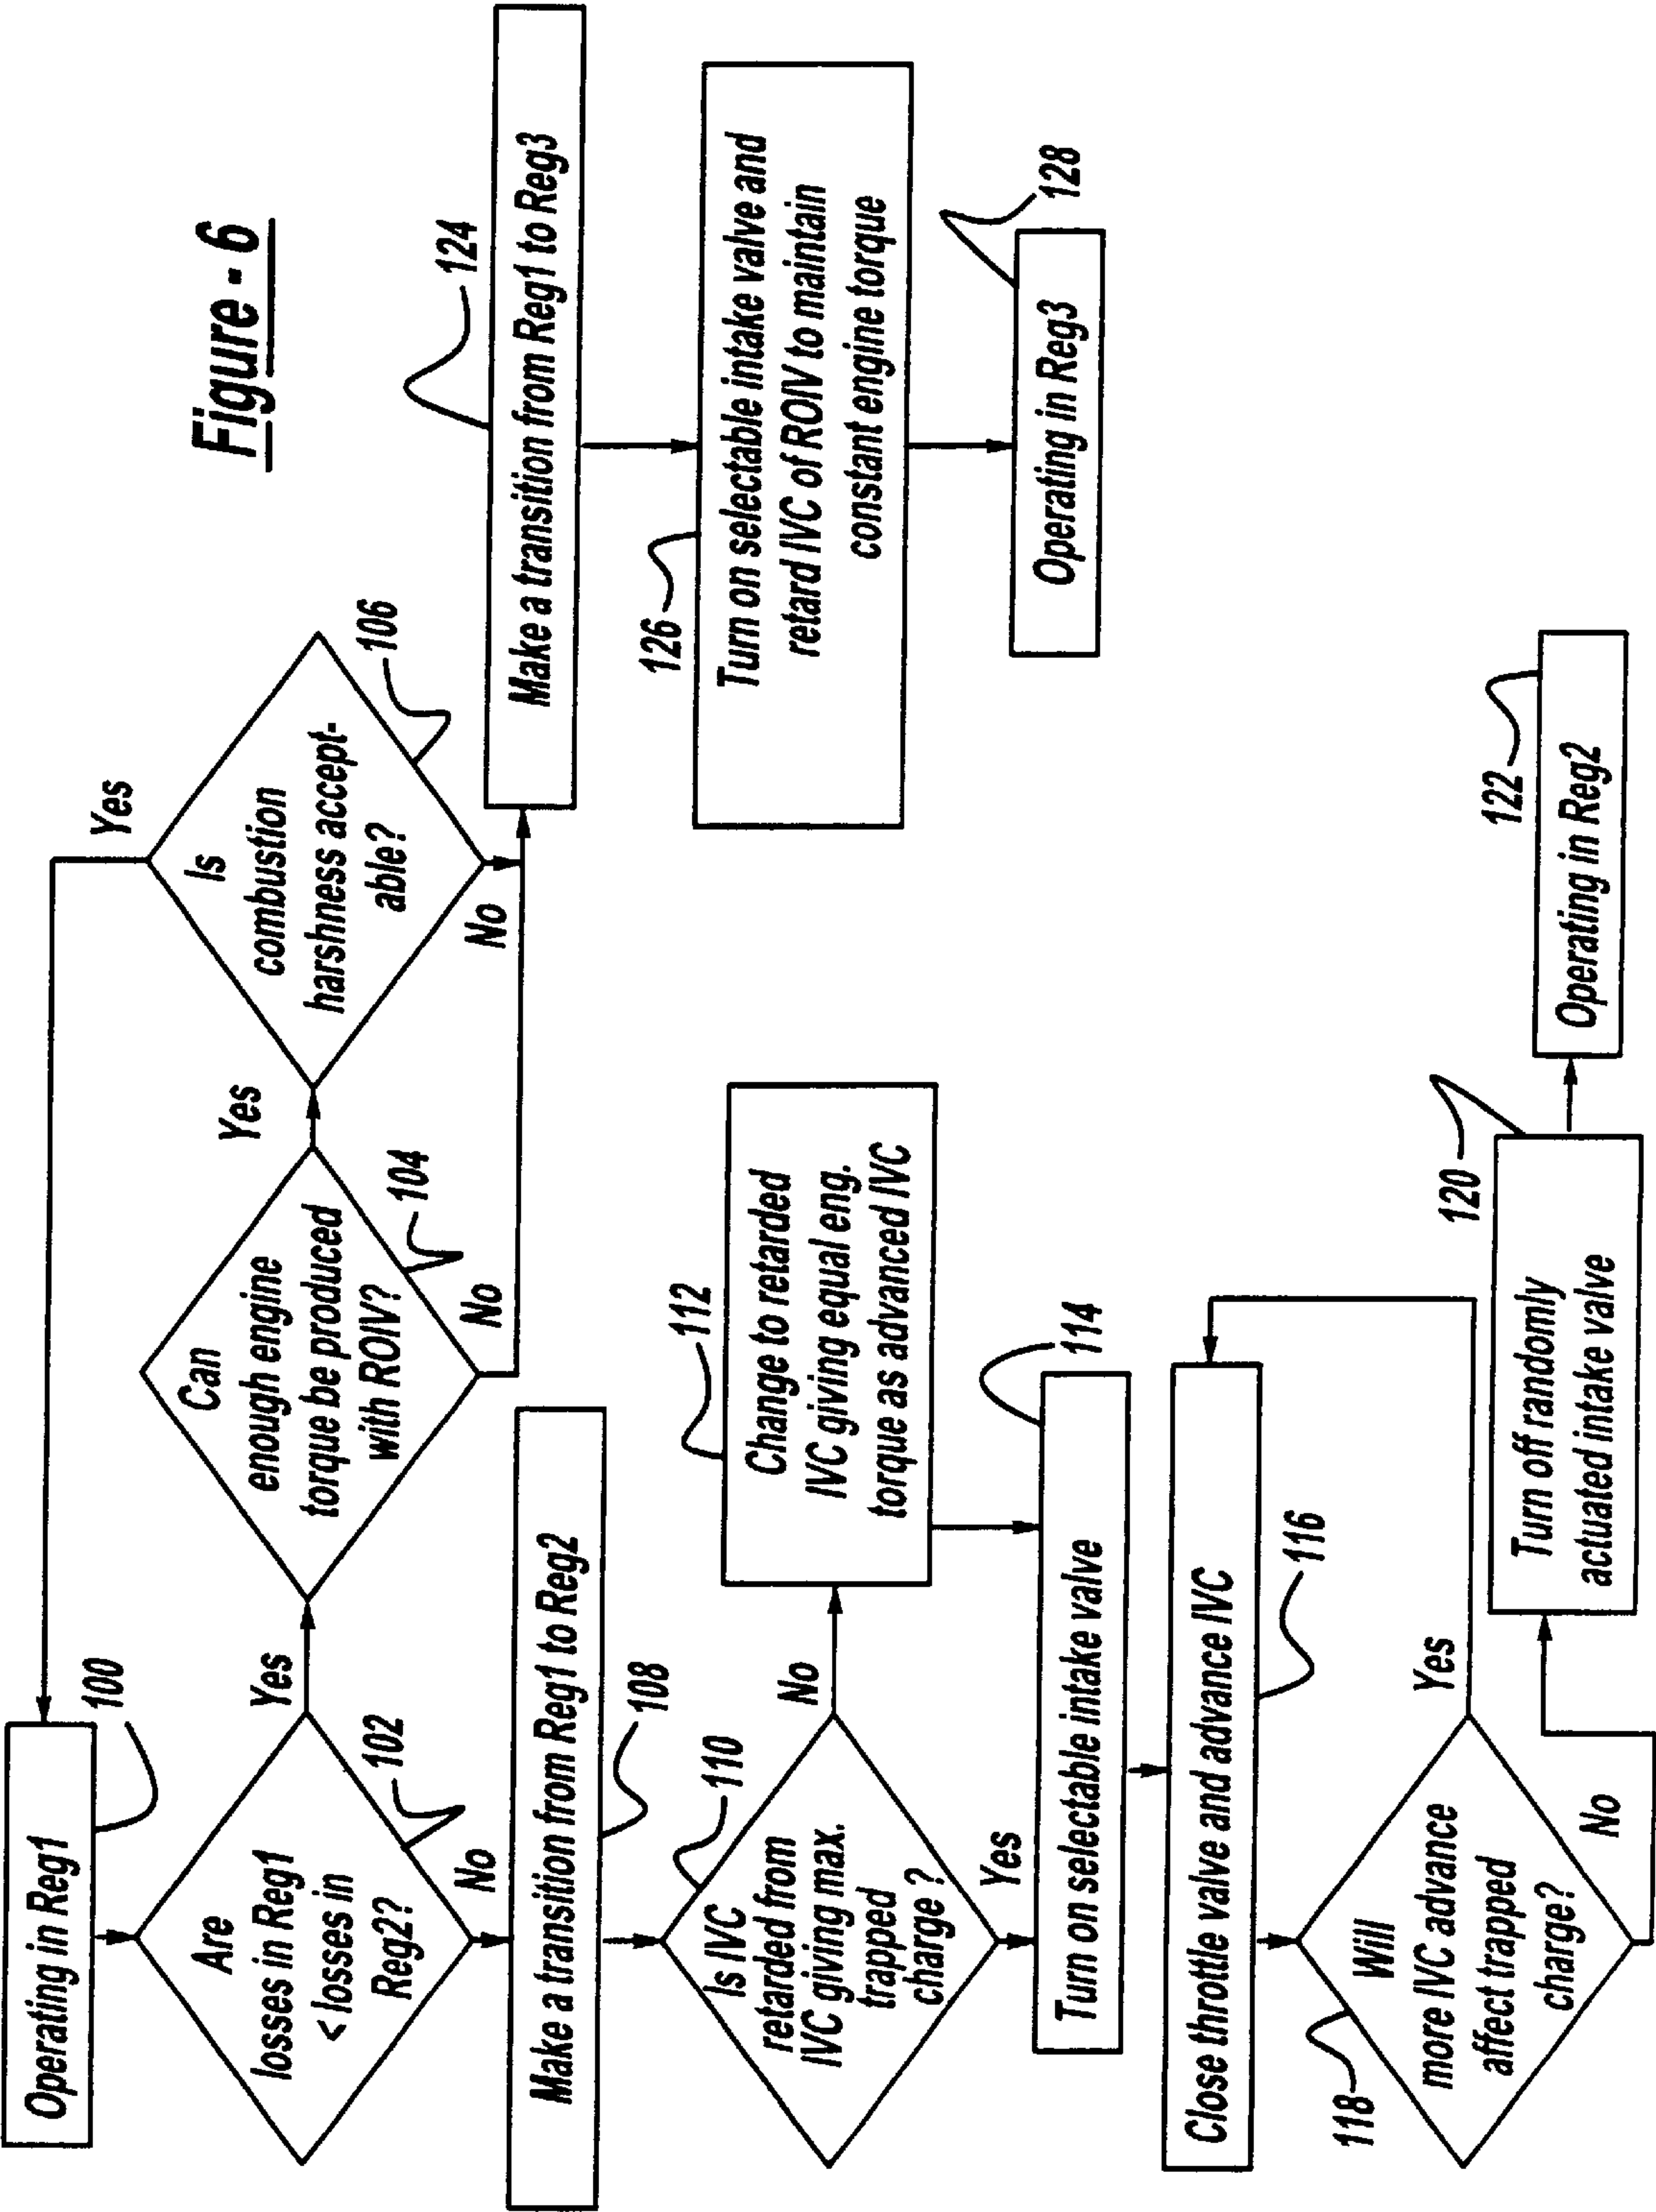 Figure - 6
Operating in Reg1
100
Are
losses in Reg1
< losses in
Reg2?
102
Yes
No
Can
enough engine
torque be produced
with ROIV?
104
Yes
No
Is
combustion
harshness accept-
able?
106
Yes
No
Make a transition from Reg1 to Reg2
108
Is IVC
retarded from
IVC giving max.
trapped
charge ?
110
No
Yes
Change to retarded
IVC giving equal eng.
torque as advanced IVC
112
Turn on selectable intake valve
114
Close throttle valve and advance IVC
116
Will
more IVC advance
affect trapped
charge?
118
Yes
No
Turn off randomly
actuated intake valve
120
Operating in Reg2
122
Make a transition from Reg1 to Reg3
124
Turn on selectable intake valve and
retard IVC of ROIV to maintain
constant engine torque
126
Operating in Reg3
128